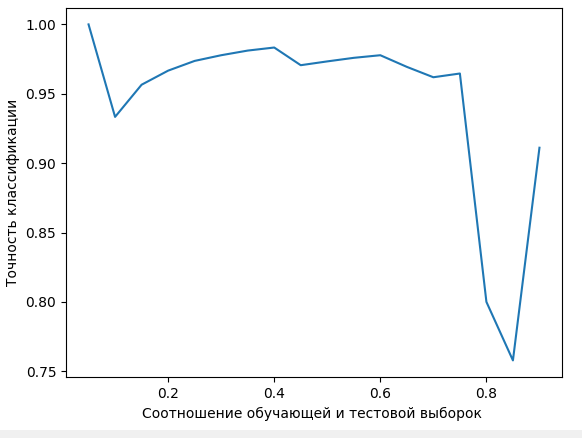 1.00
0.95
0.90
0.85
0.80
0.75
Точность классификации
0.2 0.4 0.6 0.8
Соотношение обучающей и тестовой выборок